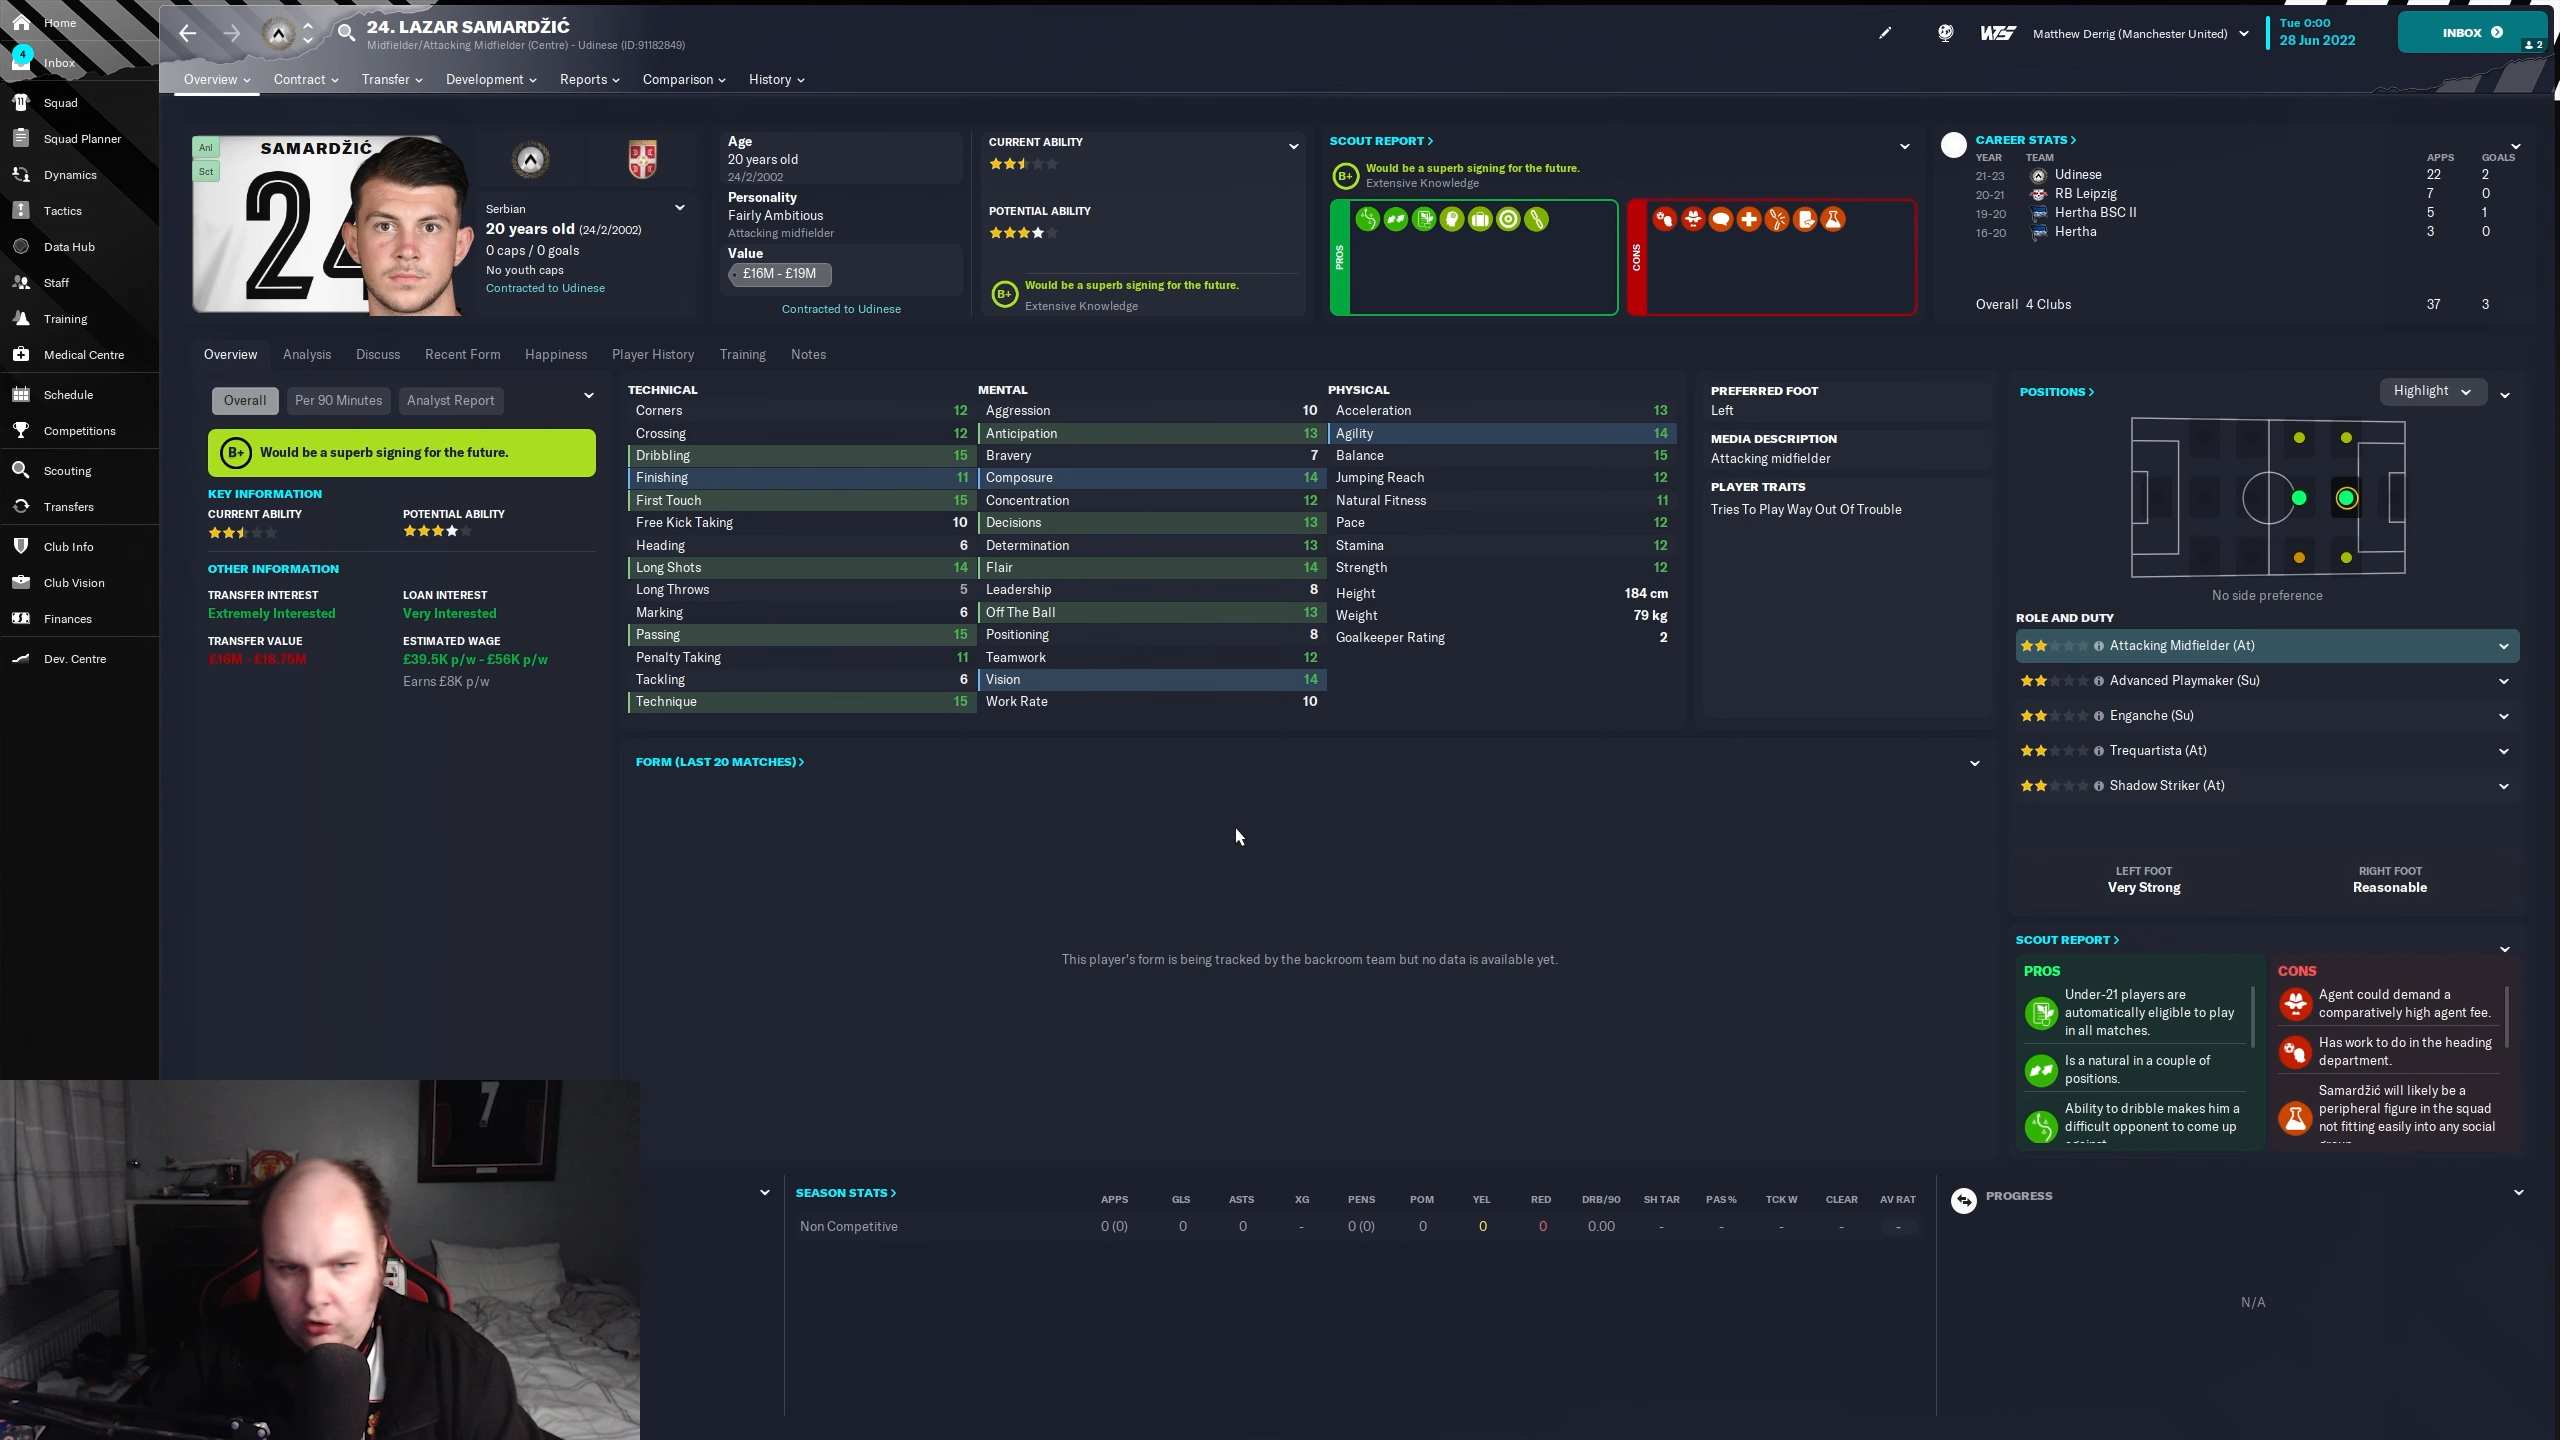 Home
Inbox
4
Squad
Squad Planner
Dynamics
Tactics
Data Hub
Staff
Training
Medical Centre
Schedule
Competitions
Scouting
Transfers
Club Info
Club Vision
Finances
Dev. Centre
24. LAZAR SAMARDŽIĆ
Midfielder/Attacking Midfielder (Centre) - Udinese (ID:91182849)
Matthew Derrig (Manchester United)
Tue 0:00
28 Jun 2022
INBOX
2
Overview Contract Transfer Development Reports Comparison History
Anl
Sct
SAMARDŽIĆ
24
Serbian
20 years old (24/2/2002)
0 caps / 0 goals
No youth caps
Contracted to Udinese
Age
20 years old
24/2/2002
Personality
Fairly Ambitious
Attacking midfielder
Value
£16M - £19M
Contracted to Udinese
CURRENT ABILITY
POTENTIAL ABILITY
B+ Would be a superb signing for the future.
Extensive Knowledge
SCOUT REPORT >
B+ Would be a superb signing for the future.
Extensive Knowledge
PROS
CONS
CAREER STATS >
YEAR TEAM APPS GOALS
21-23 Udinese 22 2
20-21 RB Leipzig 7 0
19-20 Hertha BSC II 5 1
16-20 Hertha 3 0
Overall 4 Clubs 37 3
Overview Analysis Discuss Recent Form Happiness Player History Training Notes
Overall Per 90 Minutes Analyst Report
B+ Would be a superb signing for the future.
KEY INFORMATION
CURRENT ABILITY POTENTIAL ABILITY
OTHER INFORMATION
TRANSFER INTEREST LOAN INTEREST
Extremely Interested Very Interested
TRANSFER VALUE ESTIMATED WAGE
£16M - £18.75M £39.5K p/w - £56K p/w
Earns £8K p/w
TECHNICAL
Corners 12
Crossing 12
Dribbling 15
Finishing 11
First Touch 15
Free Kick Taking 10
Heading 6
Long Shots 14
Long Throws 5
Marking 6
Passing 15
Penalty Taking 11
Tackling 6
Technique 15
MENTAL
Aggression 10
Anticipation 13
Bravery 7
Composure 14
Concentration 12
Decisions 13
Determination 13
Flair 14
Leadership 8
Off The Ball 13
Positioning 8
Teamwork 12
Vision 14
Work Rate 10
PHYSICAL
Acceleration 13
Agility 14
Balance 15
Jumping Reach 12
Natural Fitness 11
Pace 12
Stamina 12
Strength 12
Height 184 cm
Weight 79 kg
Goalkeeper Rating 2
PREFERRED FOOT
Left
MEDIA DESCRIPTION
Attacking midfielder
PLAYER TRAITS
Tries To Play Way Out Of Trouble
POSITIONS >
Highlight
No side preference
ROLE AND DUTY
Attacking Midfielder (At)
Advanced Playmaker (Su)
Enganche (Su)
Trequartista (At)
Shadow Striker (At)
LEFT FOOT RIGHT FOOT
Very Strong Reasonable
FORM (LAST 20 MATCHES) >
This player's form is being tracked by the backroom team but no data is available yet.
SCOUT REPORT >
PROS
Under-21 players are
automatically eligible to play
in all matches.
Is a natural in a couple of
positions.
Ability to dribble makes him a
difficult opponent to come up
CONS
Agent could demand a
comparatively high agent fee.
Has work to do in the heading
department.
Samardžić will likely be a
peripheral figure in the squad
not fitting easily into any social
SEASON STATS > APPS GLS ASTS XG PENS POM YEL RED DRB/90 SH TAR PAS % TCK W CLEAR AV RAT
Non Competitive 0 (0) 0 0 - 0 (0) 0 0 0 0.00 - - - - -
PROGRESS
N/A
7